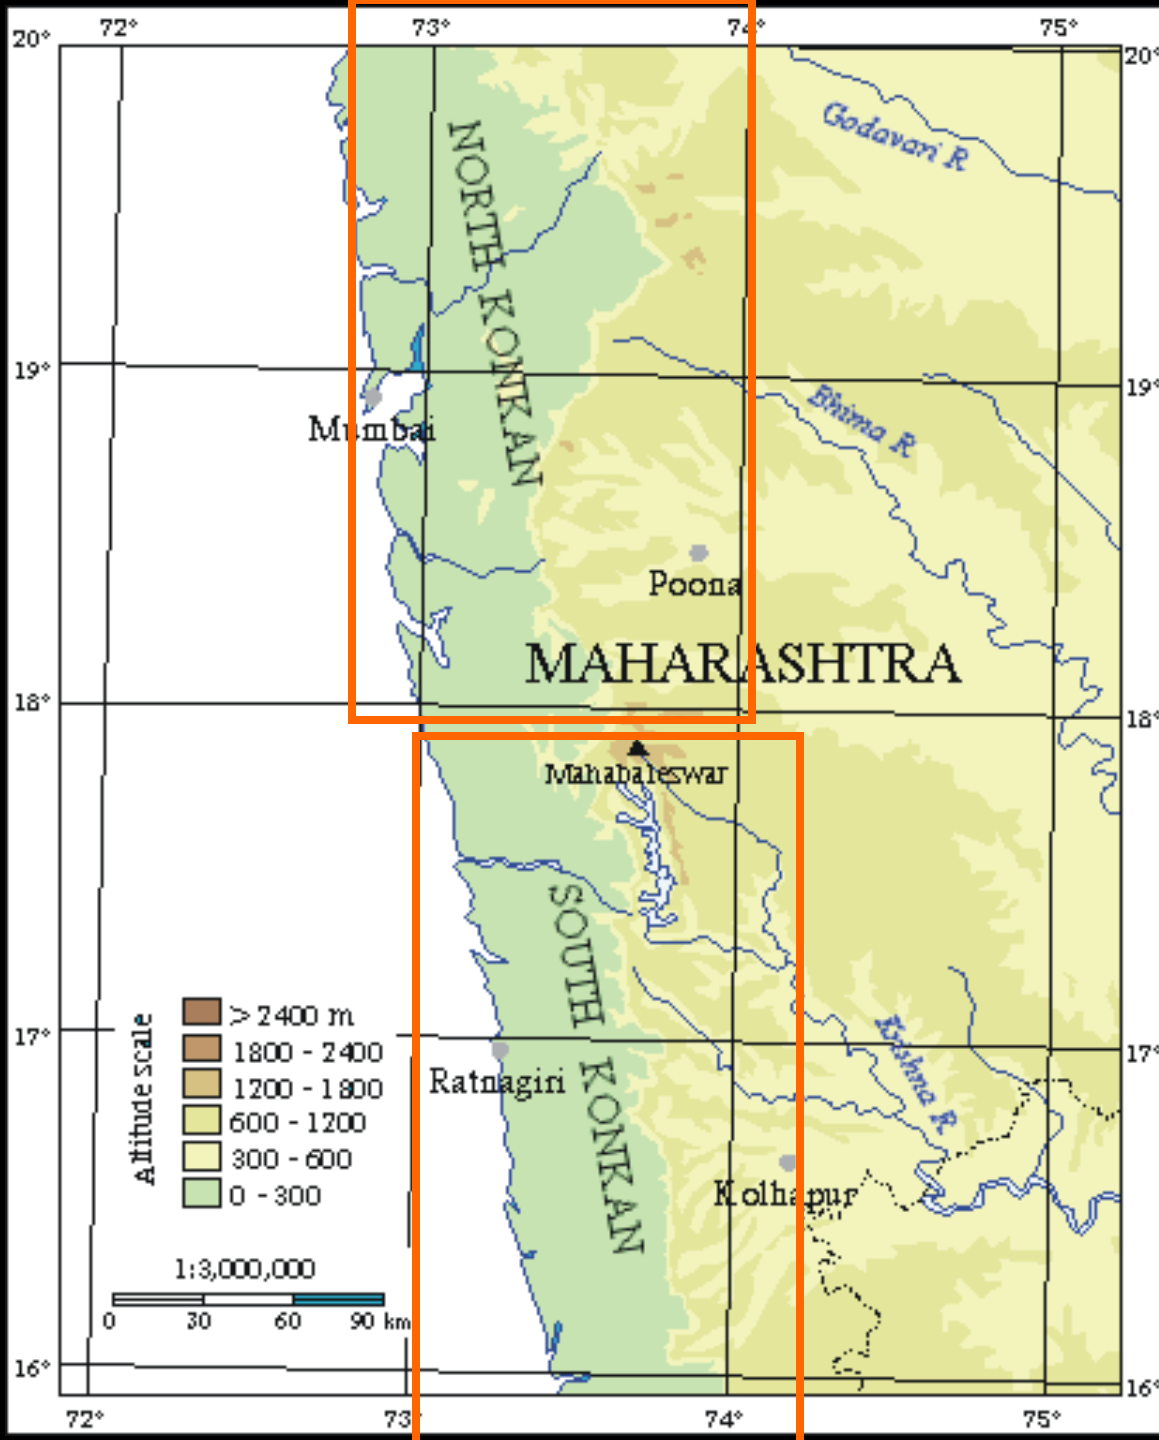 72° 73° 74° 75°
20° 20°
Godavari R
NORTH KONKAN
19° 19°
Bhima R
Mumbai
Poona
MAHARASHTRA
18° 18°
Mahabaleswar
SOUTH KONKAN
17° 17°
Krishna R
Ratnagiri
Kolhapur
Altitude scale
> 2400 m
1800 - 2400
1200 - 1800
600 - 1200
300 - 600
0 - 300
1:3,000,000
0 30 60 90 km
16° 16°
72° 73° 74° 75°